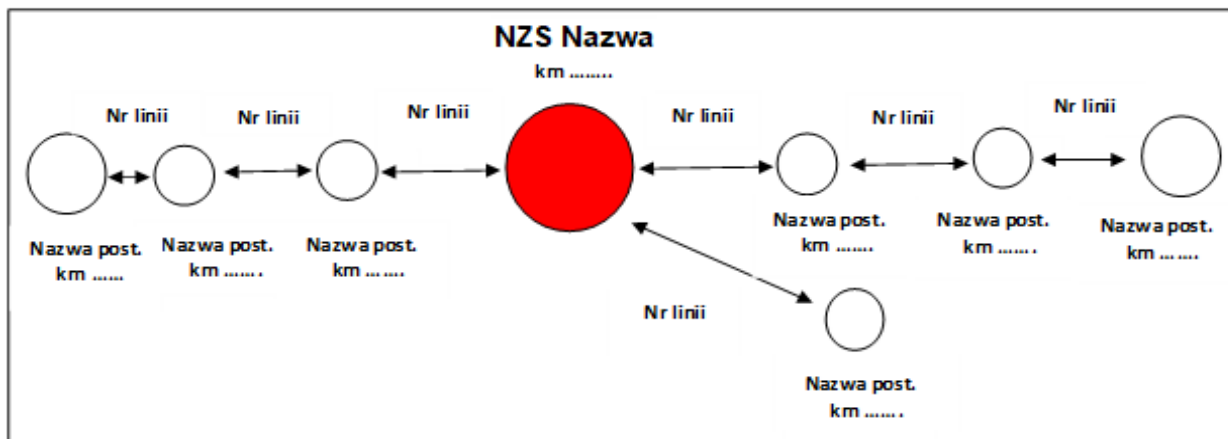 NZS Nazwa
km ........
Nr linii
Nr linii
Nr linii
Nr linii
Nr linii
Nr linii
Nazwa post.
km ......
Nazwa post.
km .......
Nazwa post.
km .......
Nazwa post.
km .......
Nazwa post.
km .......
Nazwa post.
km .......
Nr linii
Nazwa post.
km .......